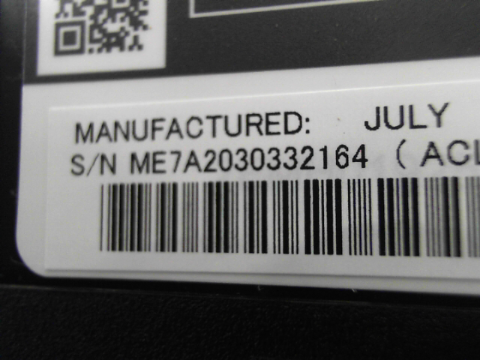 MANUFACTURED: JULY
S/N ME7A2030332164 ( ACL